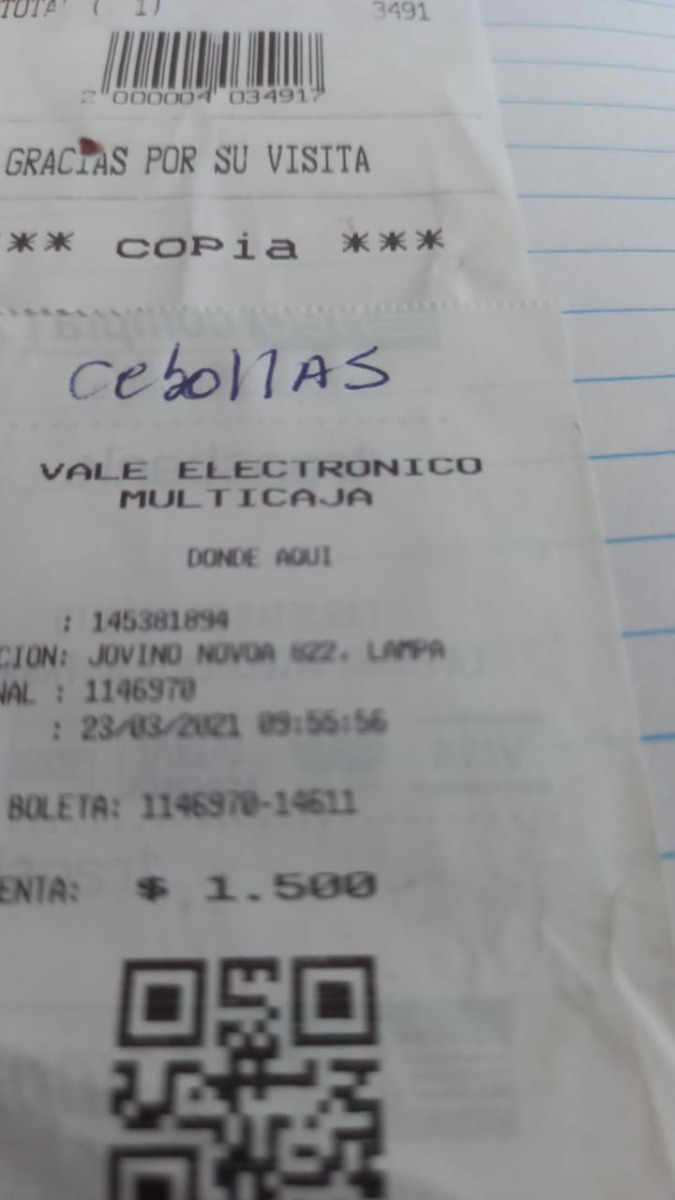 ( 1) 3491
2 000004 034917
GRACIAS POR SU VISITA
** COPia ***
CebollAS
VALE ELECTRONICO
MULTICAJA
DONDE AQUI
: 145381894
CION: JOVINO NOVOA 822, LAMPA
NAL : 1146970
: 23/03/2021 09:56:56
BOLETA: 1146970-14611
ENTA: $ 1.500